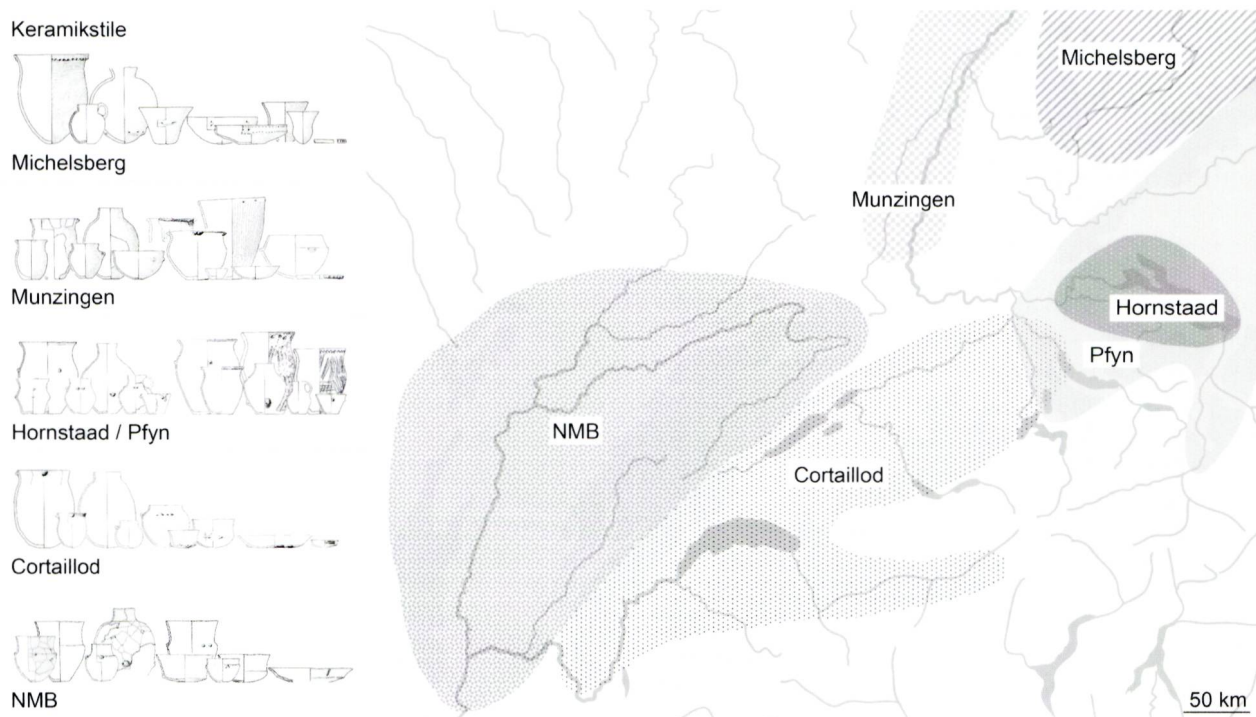 Keramikstile
Michelsberg
Munzingen
Hornstaad / Pfyn
Cortaillod
NMB
Michelsberg
Munzingen
Hornstaad
Pfyn
NMB
Cortaillod
50 km